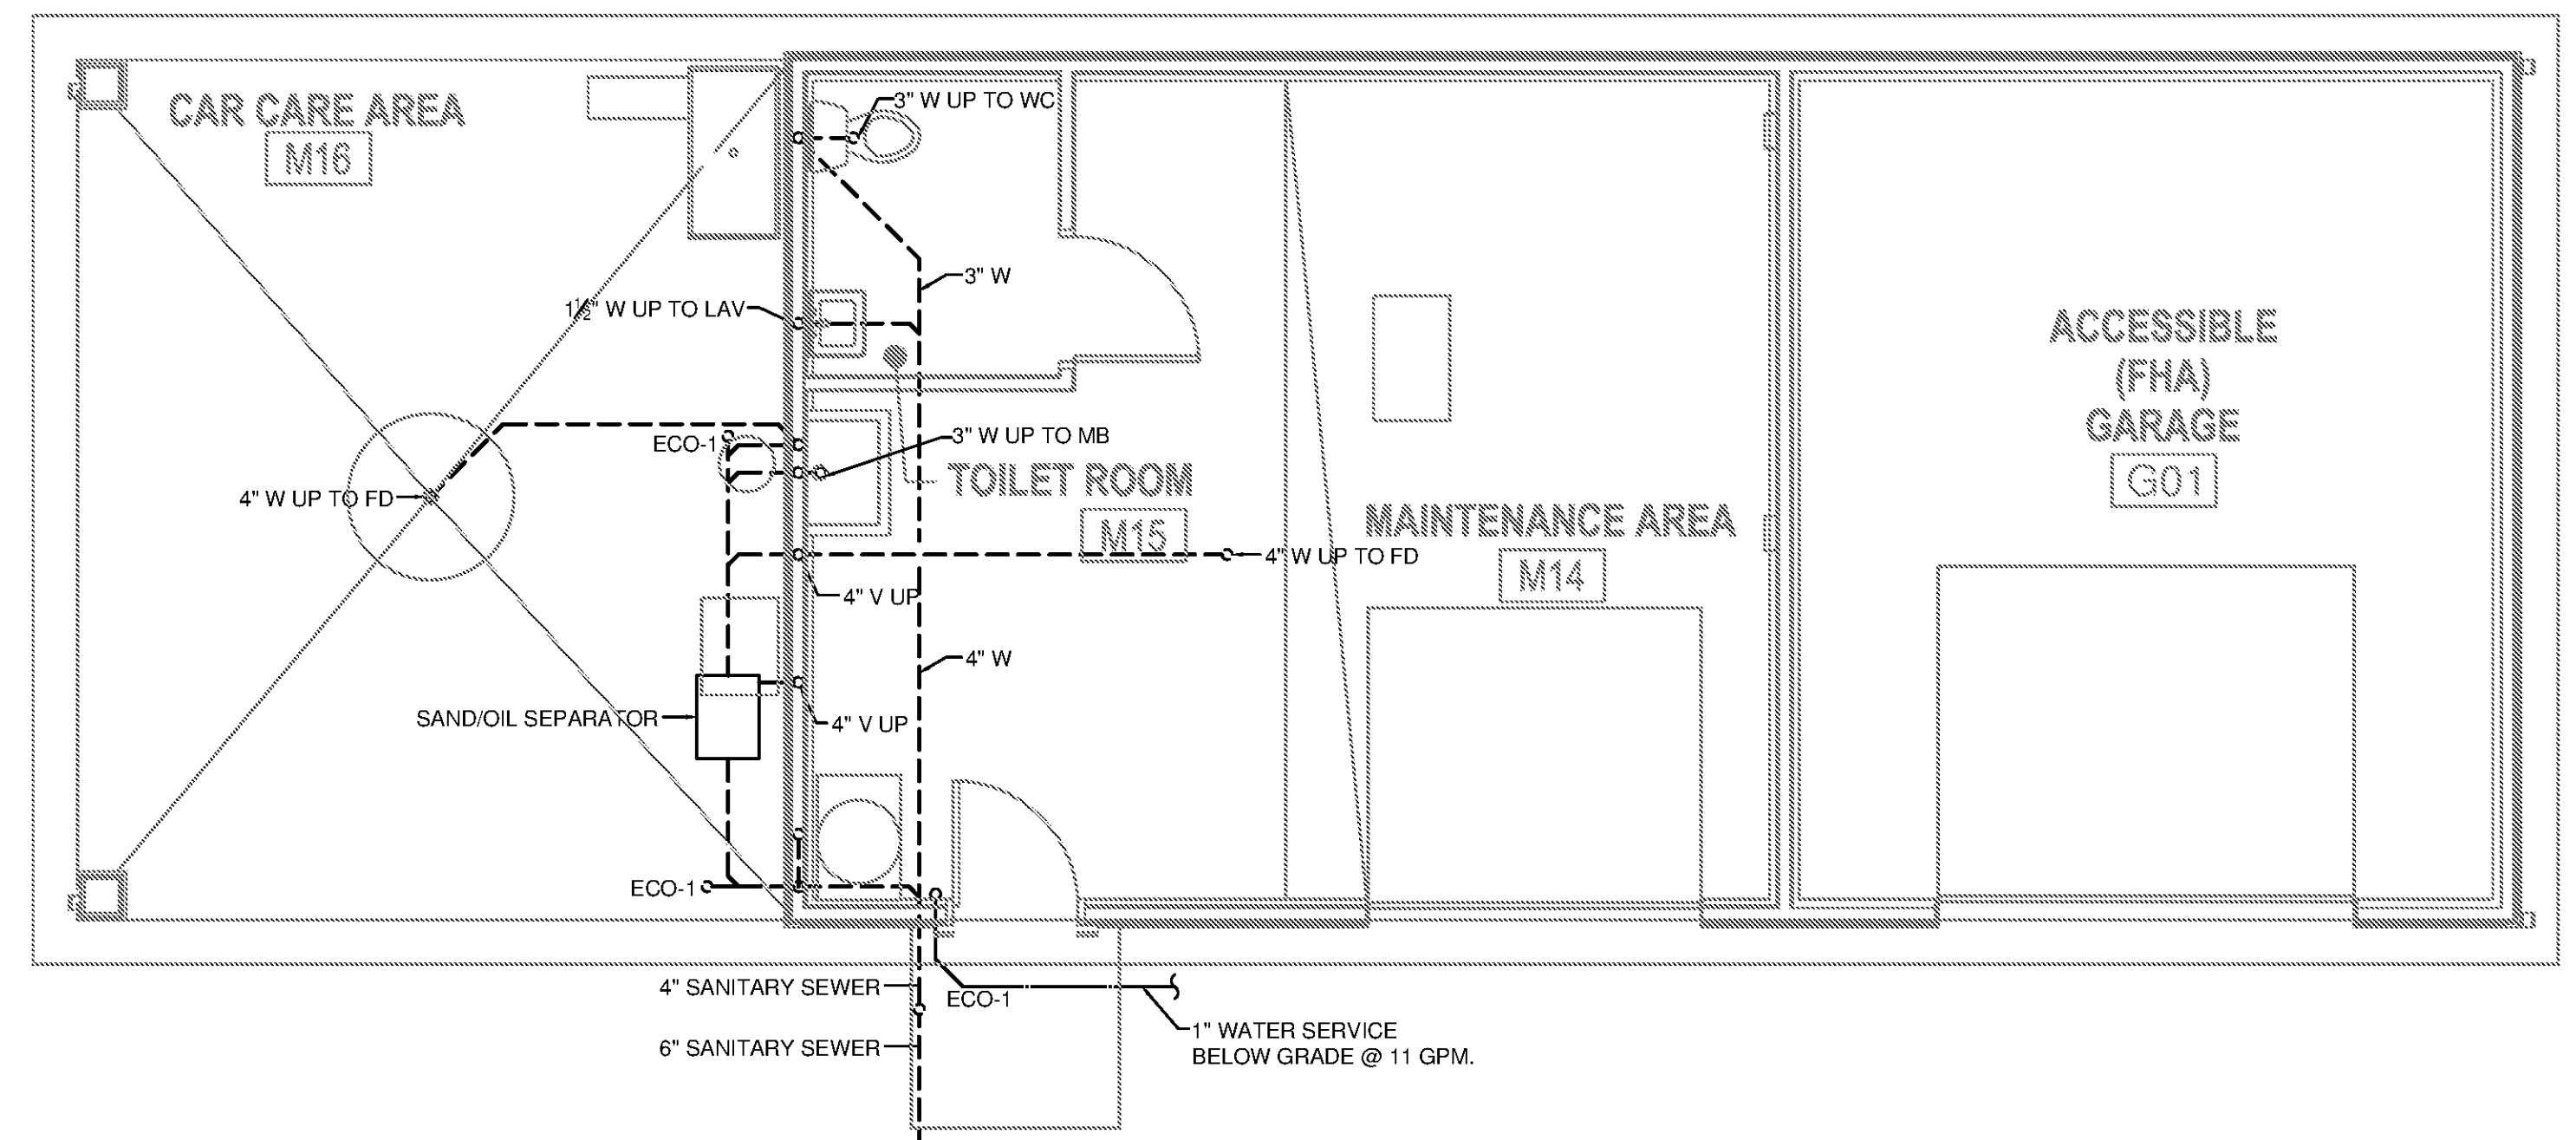 CAR CARE AREA
M16
3" W UP TO WC
3" W
1½" W UP TO LAV
ECO-1
3" W UP TO MB
4" W UP TO FD
TOILET ROOM
M15
4" W UP TO FD
4" V UP
4" W
SAND/OIL SEPARATOR
4" V UP
ECO-1
MAINTENANCE AREA
M14
ACCESSIBLE
(FHA)
GARAGE
G01
4" SANITARY SEWER
ECO-1
6" SANITARY SEWER
1" WATER SERVICE
BELOW GRADE @ 11 GPM.